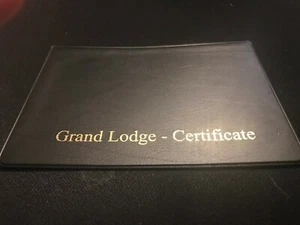 Grand Lodge - Certificate